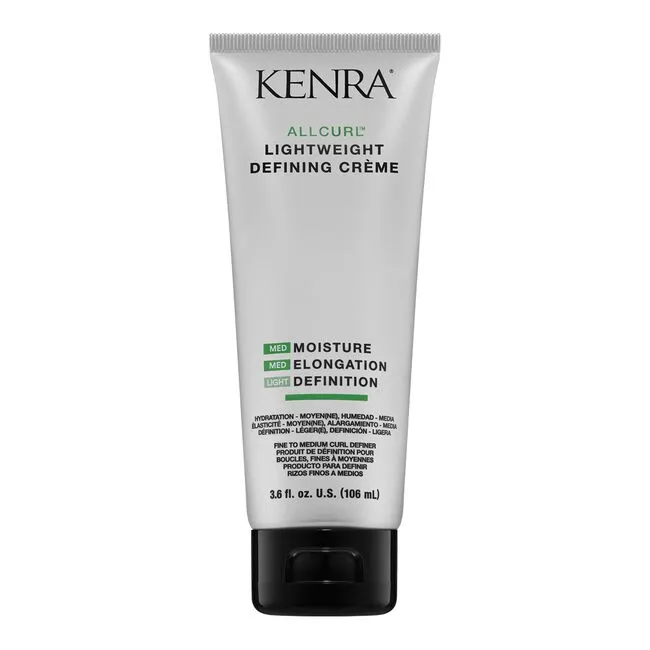 KENRA®
ALLCURL™
LIGHTWEIGHT
DEFINING CRÈME
MED MOISTURE
MED ELONGATION
LIGHT DEFINITION
HYDRATATION - MOYEN(NE), HUMEDAD - MEDIA
ÉLASTICITÉ - MOYEN(NE), ALARGAMIENTO - MEDIA
DÉFINITION - LÉGER(E), DEFINICIÓN - LIGERA
FINE TO MEDIUM CURL DEFINER
PRODUIT DE DÉFINITION POUR
BOUCLES, FINES À MOYENNES
PRODUCTO PARA DEFINIR
RIZOS FINOS A MEDIOS
3.6 fl. oz. U.S. (106 mL)